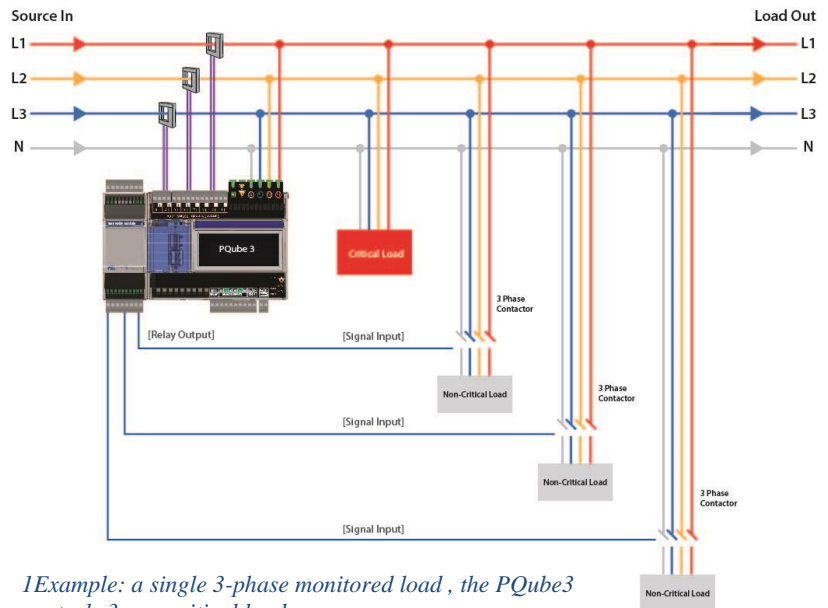 Source In
Load Out
L1
L1
L2
L2
L3
L3
N
N
PQube 3
Critical Load
3 Phase
Contactor
[Relay Output]
[Signal Input]
Non-Critical Load
3 Phase
Contactor
[Signal Input]
Non-Critical Load
3 Phase
Contactor
[Signal Input]
Non-Critical Load
1Example: a single 3-phase monitored load , the PQube3